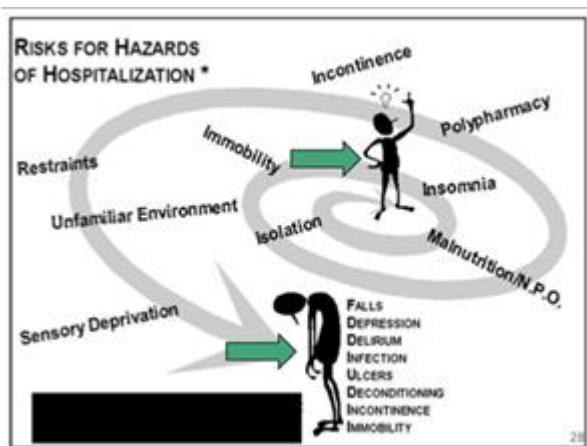 RISKS FOR HAZARDS
OF HOSPITALIZATION *
Incontinence
Polypharmacy
Immobility
Restraints
Insomnia
Unfamiliar Environment
Isolation
Malnutrition/N.P.O.
Sensory Deprivation
FALLS
DEPRESSION
DELIRIUM
INFECTION
ULCERS
DECONDITIONING
INCONTINENCE
IMMOBILITY